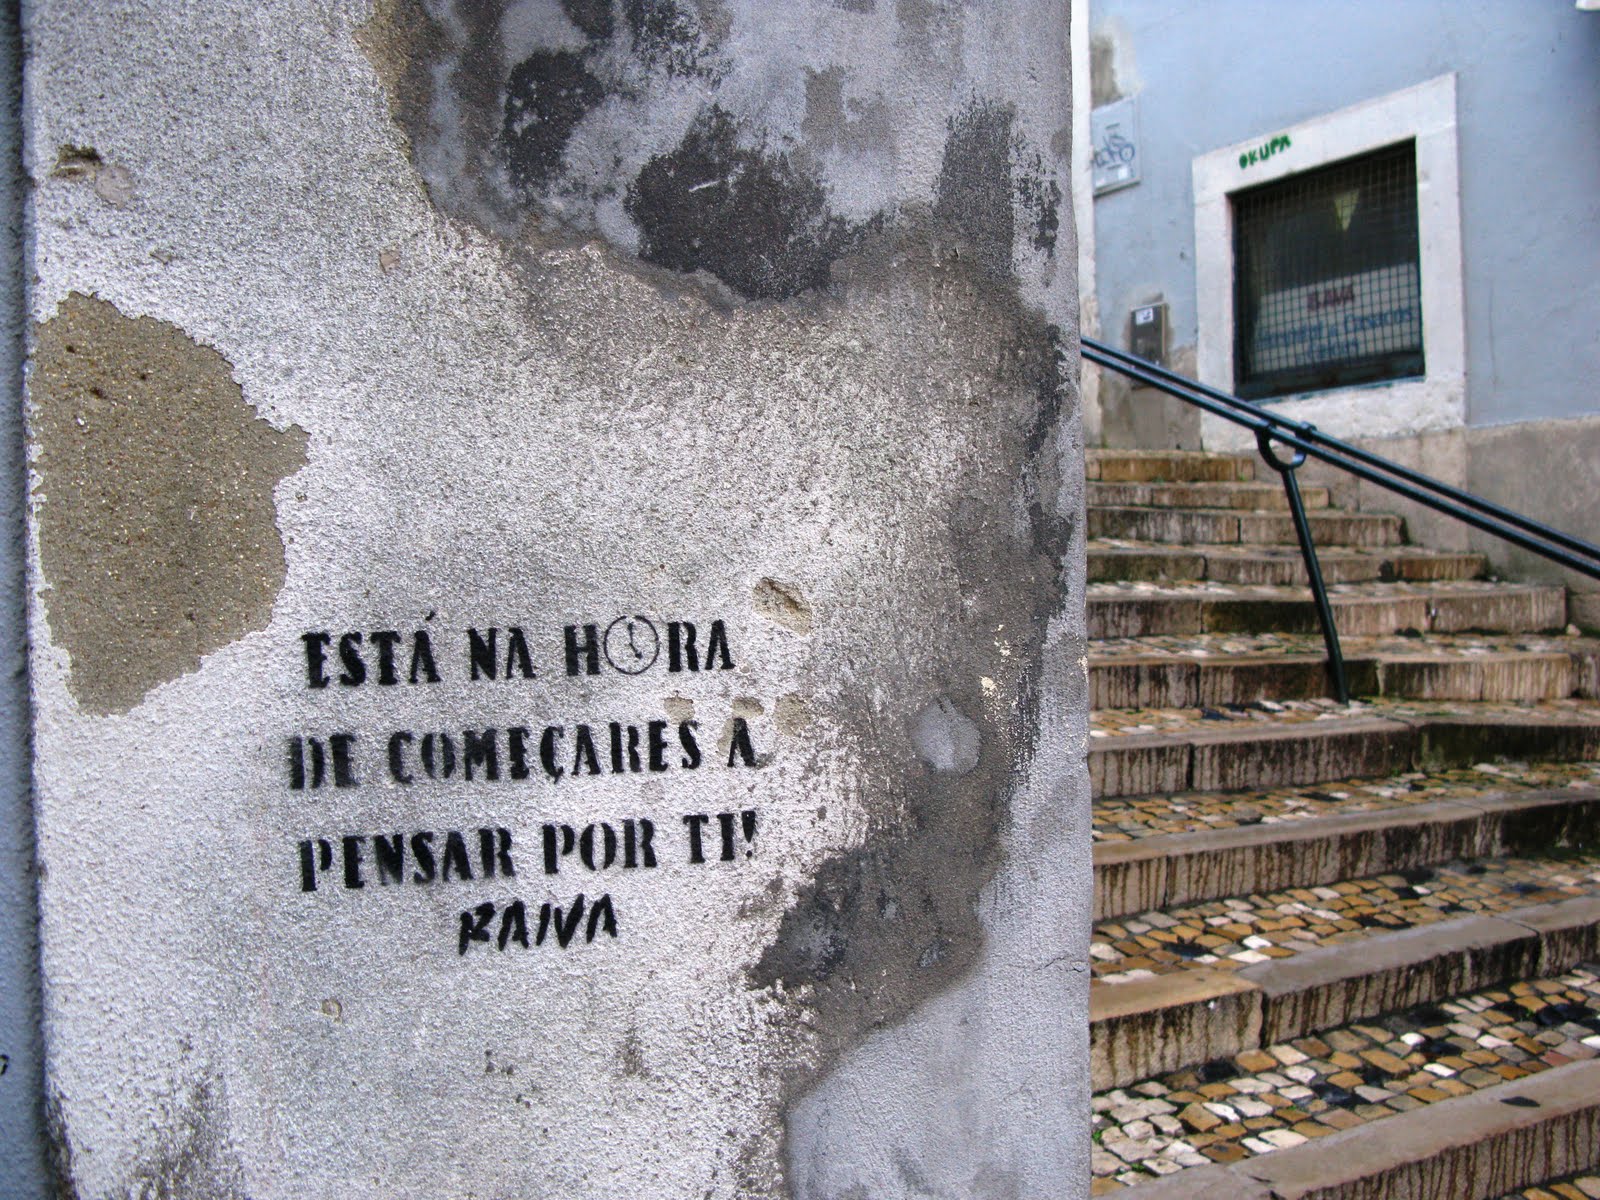 ESTÁ NA HORA
DE COMEÇARES A
PENSAR POR TI!
RAIVA
OKUPA